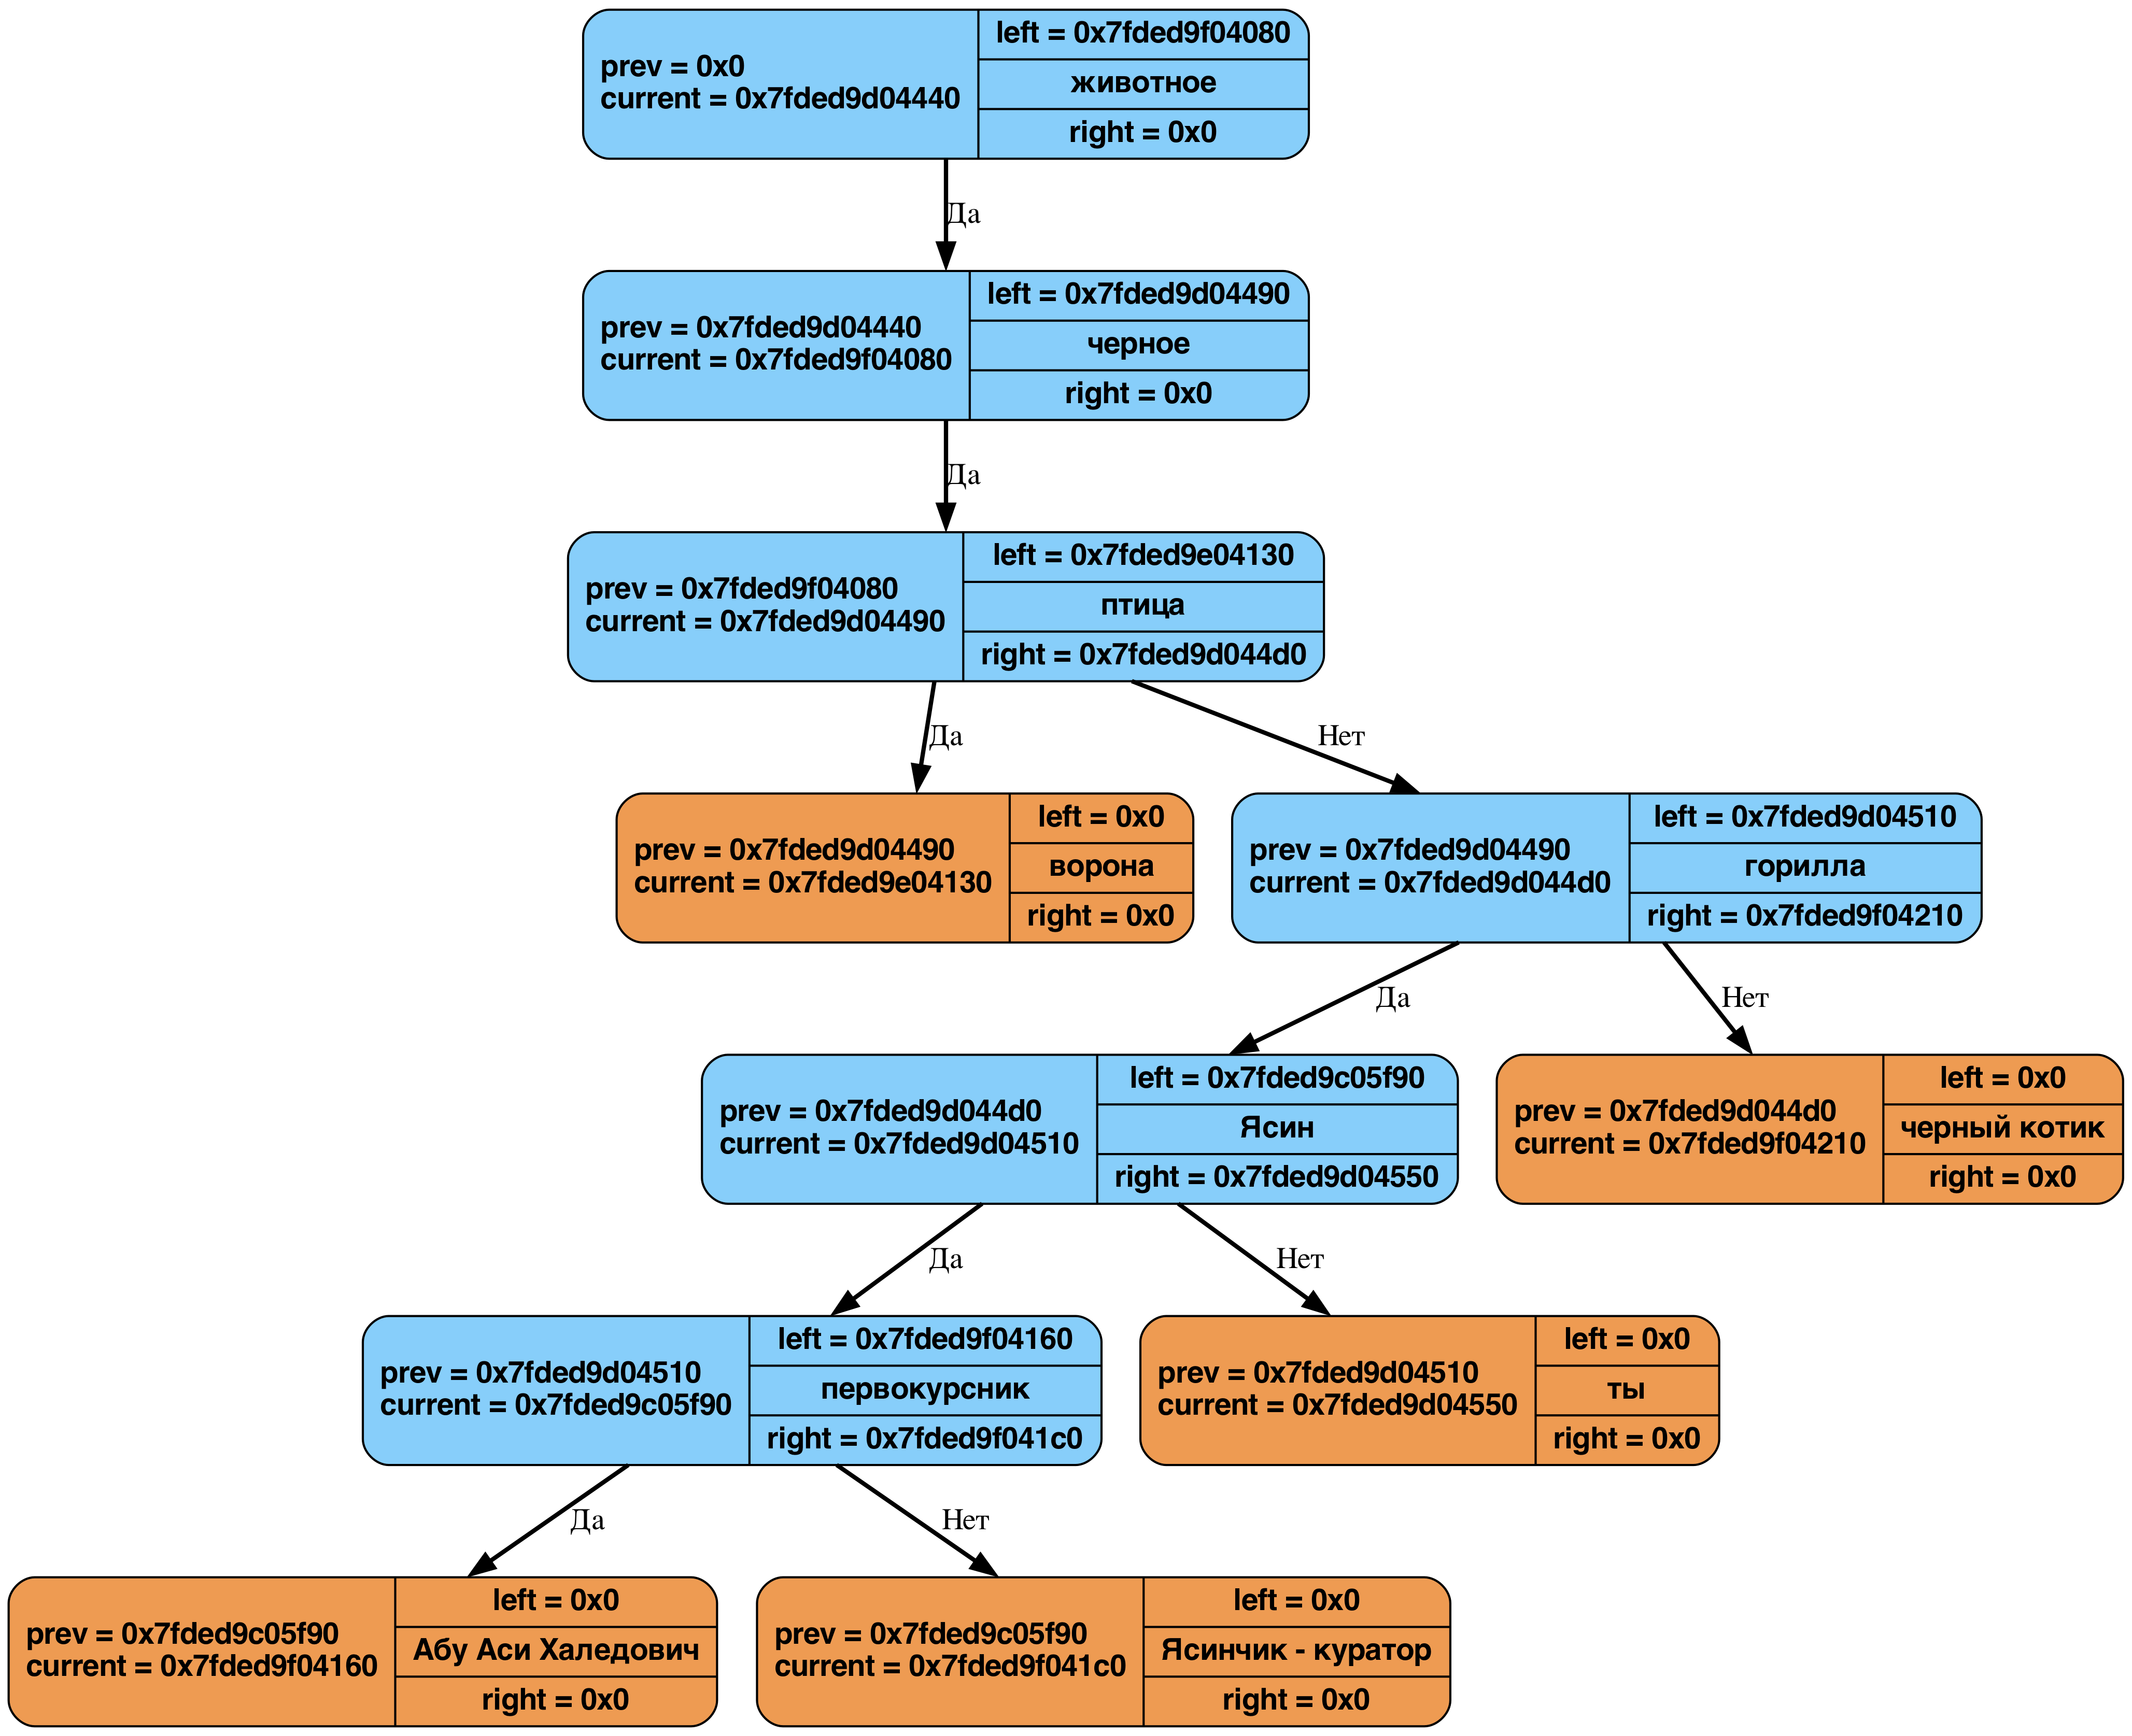 prev = 0x0
current = 0x7fded9d04440
left = 0x7fded9f04080
животное
right = 0x0
Да
prev = 0x7fded9d04440
current = 0x7fded9f04080
left = 0x7fded9d04490
черное
right = 0x0
Да
prev = 0x7fded9f04080
current = 0x7fded9d04490
left = 0x7fded9e04130
птица
right = 0x7fded9d044d0
Да
Нет
prev = 0x7fded9d04490
current = 0x7fded9e04130
left = 0x0
ворона
right = 0x0
prev = 0x7fded9d04490
current = 0x7fded9d044d0
left = 0x7fded9d04510
горилла
right = 0x7fded9f04210
Да
Нет
prev = 0x7fded9d044d0
current = 0x7fded9d04510
left = 0x7fded9c05f90
Ясин
right = 0x7fded9d04550
prev = 0x7fded9d044d0
current = 0x7fded9f04210
left = 0x0
черный котик
right = 0x0
Да
Нет
prev = 0x7fded9d04510
current = 0x7fded9c05f90
left = 0x7fded9f04160
первокурсник
right = 0x7fded9f041c0
prev = 0x7fded9d04510
current = 0x7fded9d04550
left = 0x0
ты
right = 0x0
Да
Нет
prev = 0x7fded9c05f90
current = 0x7fded9f04160
left = 0x0
Абу Аси Халедович
right = 0x0
prev = 0x7fded9c05f90
current = 0x7fded9f041c0
left = 0x0
Ясинчик - куратор
right = 0x0